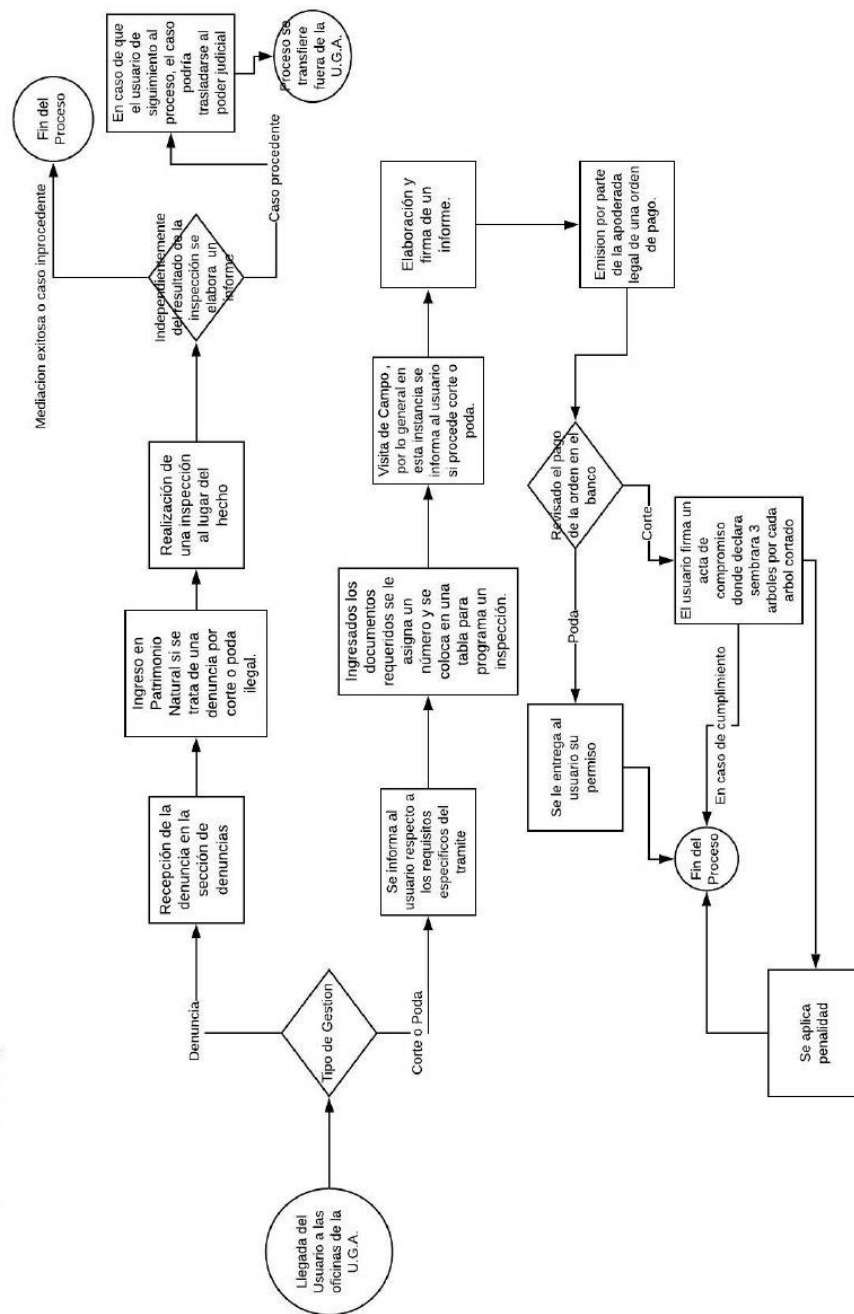 Llegada del
Usuario a las
oficinas de la
U.G.A.
Tipo de Gestion
Denuncia
Recepción de la
denuncia en la
sección de
denuncias
Ingreso en
Patrimonio
Natural si se
trata de una
denuncia por
corte o poda
ilegal.
Realización de
una inspección
al lugar del
hecho
Independientemente
del resultado de la
inspección se
elabora un
informe
Mediacion exitosa o caso inprocedente
Fin del
Proceso
Caso procedente
En caso de que
el usuario de
siguimiento al
proceso, el caso
podría
trasladarse al
poder judicial
Proceso se
transfiere
fuera de la
U.G.A.
Corte o Poda
Se informa al
usuario respecto a
los requisitos
especificos del
tramite
Ingresados los
documentos
requeridos se le
asigna un
número y se
coloca en una
tabla para
programa un
inspección.
Visita de Campo ,
por lo general en
esta instancia se
informa al usuario
si procede corte o
poda.
Elaboración y
firma de un
informe.
Emision por parte
de la apoderada
legal de una orden
de pago.
Revisado el pago
de la orden en el
banco
Poda
Se le entrega al
usuario su
permiso
Corte
El usuario firma un
acta de
compromiso
donde declara
sembrara 3
arboles por cada
arbol cortado
En caso de cumplimiento
Fin del
Proceso
Se aplica
penalidad